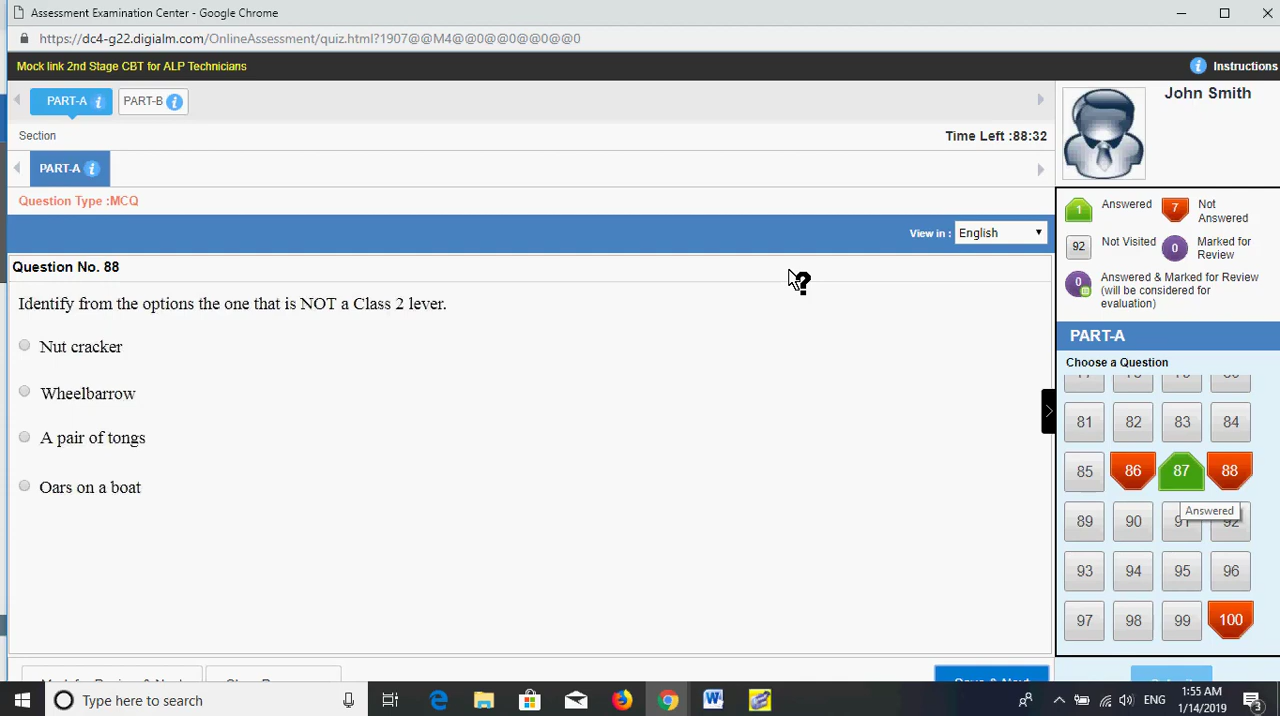 Assessment Examination Center - Google Chrome
https://dc4-g22.digialm.com/OnlineAssessment/quiz.html?1907@@M4@@0@@0@@0@@0
Mock link 2nd Stage CBT for ALP Technicians
Instructions
PART-A i PART-B i
John Smith
Section
Time Left :88:32
PART-A i
Question Type :MCQ
1 Answered 7 Not Answered
View in : English
92 Not Visited 0 Marked for Review
0 Answered & Marked for Review (will be considered for evaluation)
Question No. 88
Identify from the options the one that is NOT a Class 2 lever.
Nut cracker
Wheelbarrow
A pair of tongs
Oars on a boat
PART-A
Choose a Question
81 82 83 84
85 86 87 88
Answered
89 90 91 92
93 94 95 96
97 98 99 100
Save & Next
Type here to search
ENG
1:55 AM
1/14/2019
3